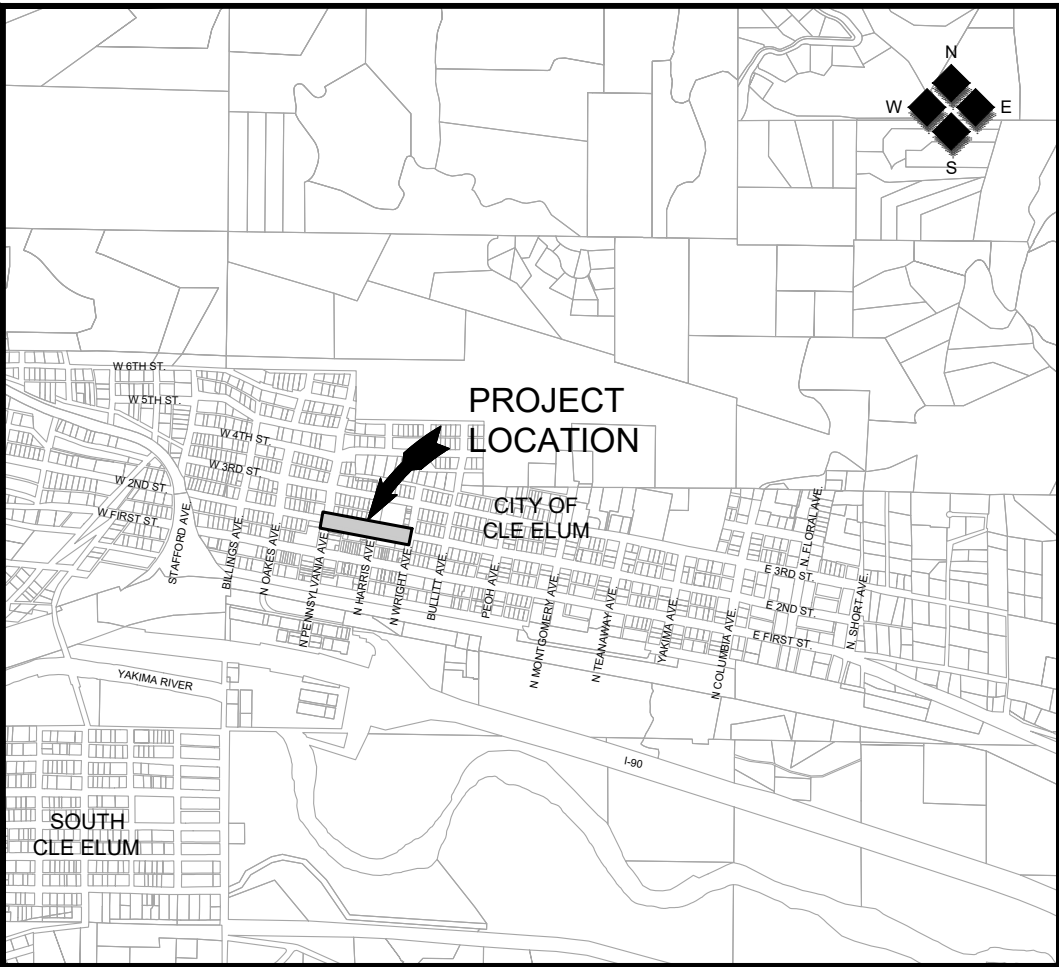 N
W E
S
W 6TH ST.
W 5TH ST.
W 4TH ST.
W 3RD ST.
W 2ND ST.
W FIRST ST.
PROJECT
LOCATION
CITY OF
CLE ELUM
STAFFORD AVE.
BILLINGS AVE.
N OAKES AVE.
N PENNSYLVANIA AVE.
N HARRIS AVE.
N WRIGHT AVE.
BULLITT AVE.
PEOH AVE.
N MONTGOMERY AVE.
N TEANAWAY AVE.
YAKIMA AVE.
N COLUMBIA AVE.
N FLORAL AVE.
N. SHORT AVE.
E 3RD ST.
E 2ND ST.
E FIRST ST.
YAKIMA RIVER
I-90
SOUTH
CLE ELUM